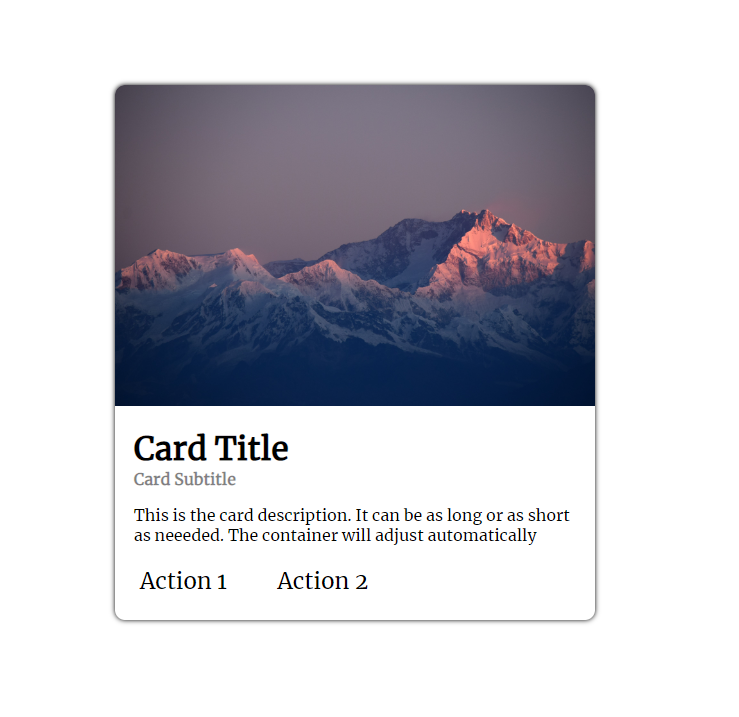 Card Title
Card Subtitle
This is the card description. It can be as long or as short
as neeeded. The container will adjust automatically
Action 1 Action 2